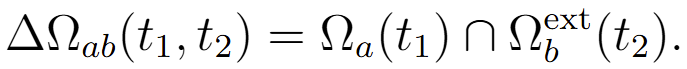 ΔΩ_{ab}(t_1, t_2) = Ω_a(t_1) ∩ Ω_b^{ext}(t_2).